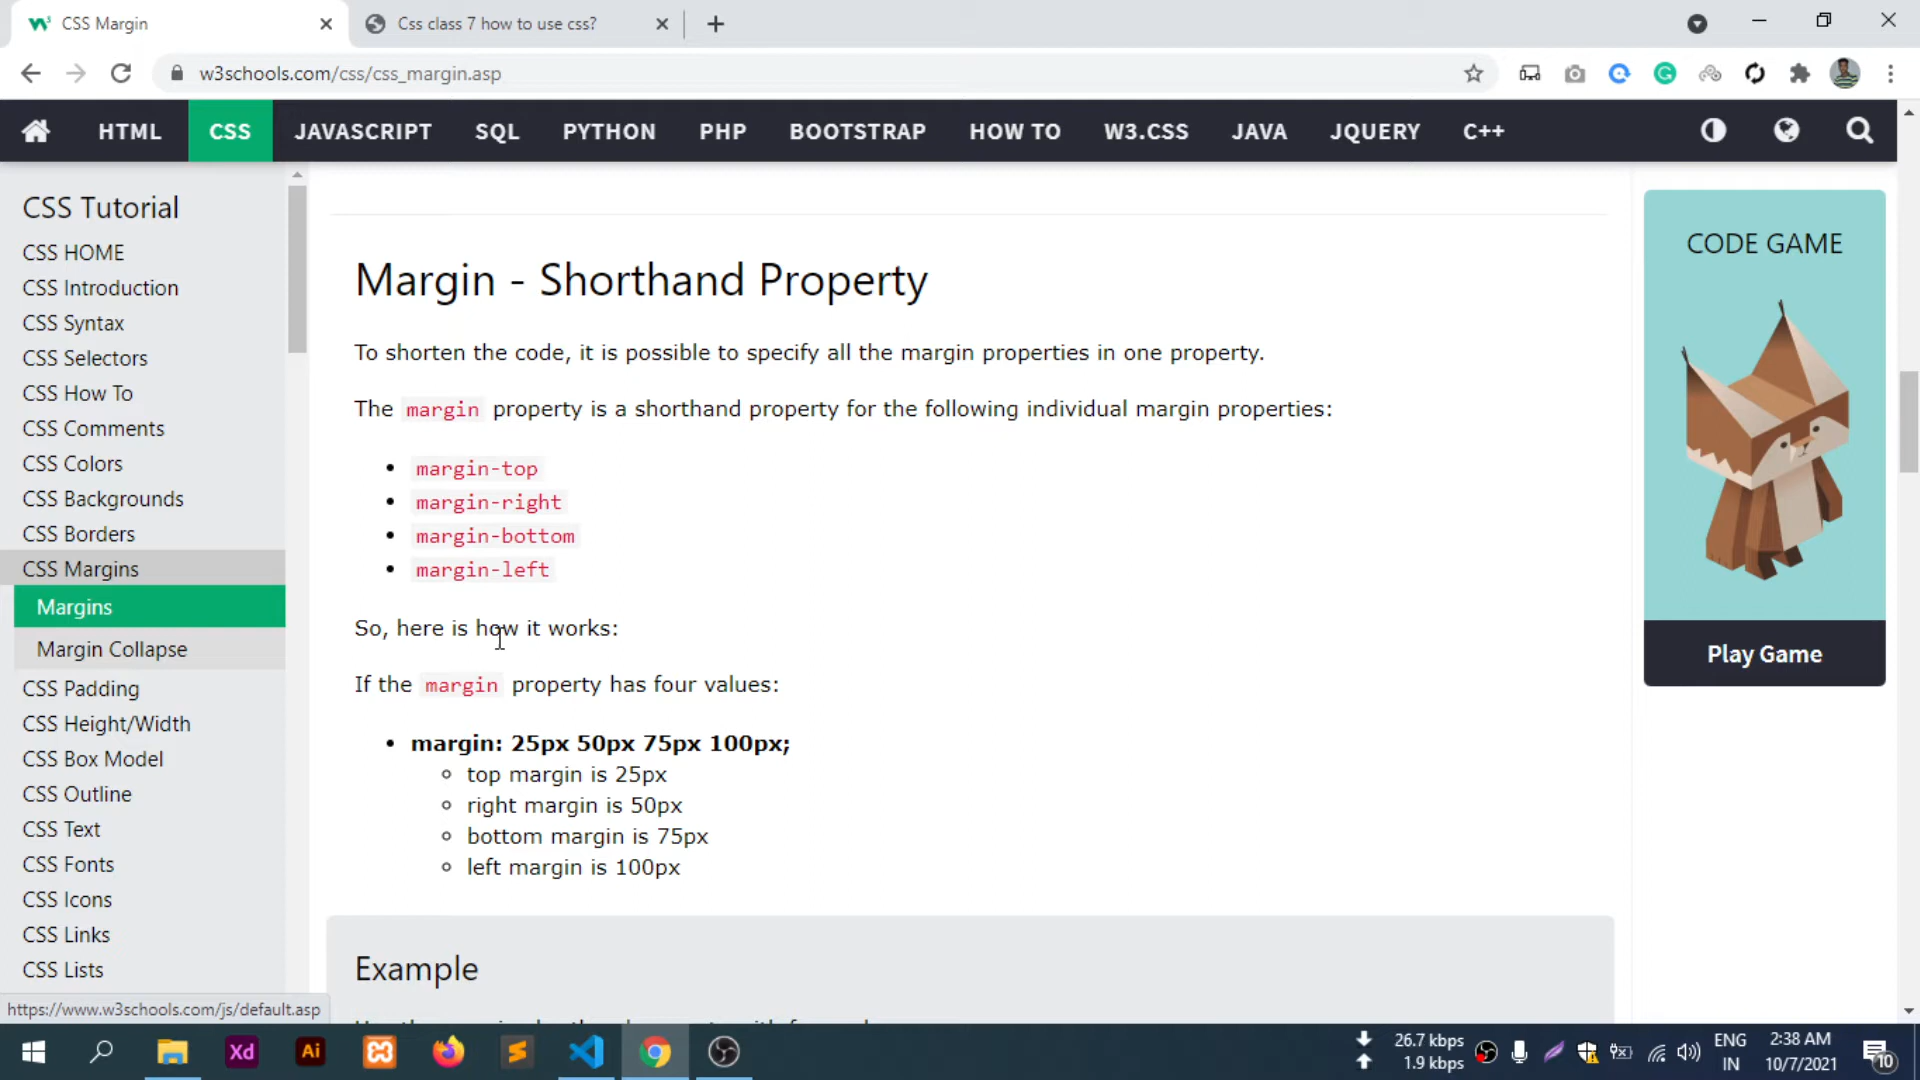 CSS Margin
Css class 7 how to use css?
w3schools.com/css/css_margin.asp
HTML CSS JAVASCRIPT SQL PYTHON PHP BOOTSTRAP HOW TO W3.CSS JAVA JQUERY C++
CSS Tutorial
CSS HOME
CSS Introduction
CSS Syntax
CSS Selectors
CSS How To
CSS Comments
CSS Colors
CSS Backgrounds
CSS Borders
CSS Margins
Margins
Margin Collapse
CSS Padding
CSS Height/Width
CSS Box Model
CSS Outline
CSS Text
CSS Fonts
CSS Icons
CSS Links
CSS Lists
https://www.w3schools.com/js/default.asp
Margin - Shorthand Property
To shorten the code, it is possible to specify all the margin properties in one property.
The margin property is a shorthand property for the following individual margin properties:
margin-top
margin-right
margin-bottom
margin-left
So, here is how it works:
If the margin property has four values:
margin: 25px 50px 75px 100px;
top margin is 25px
right margin is 50px
bottom margin is 75px
left margin is 100px
Example
CODE GAME
Play Game
Xd
Ai
26.7 kbps
1.9 kbps
ENG
IN
2:38 AM
10/7/2021
10